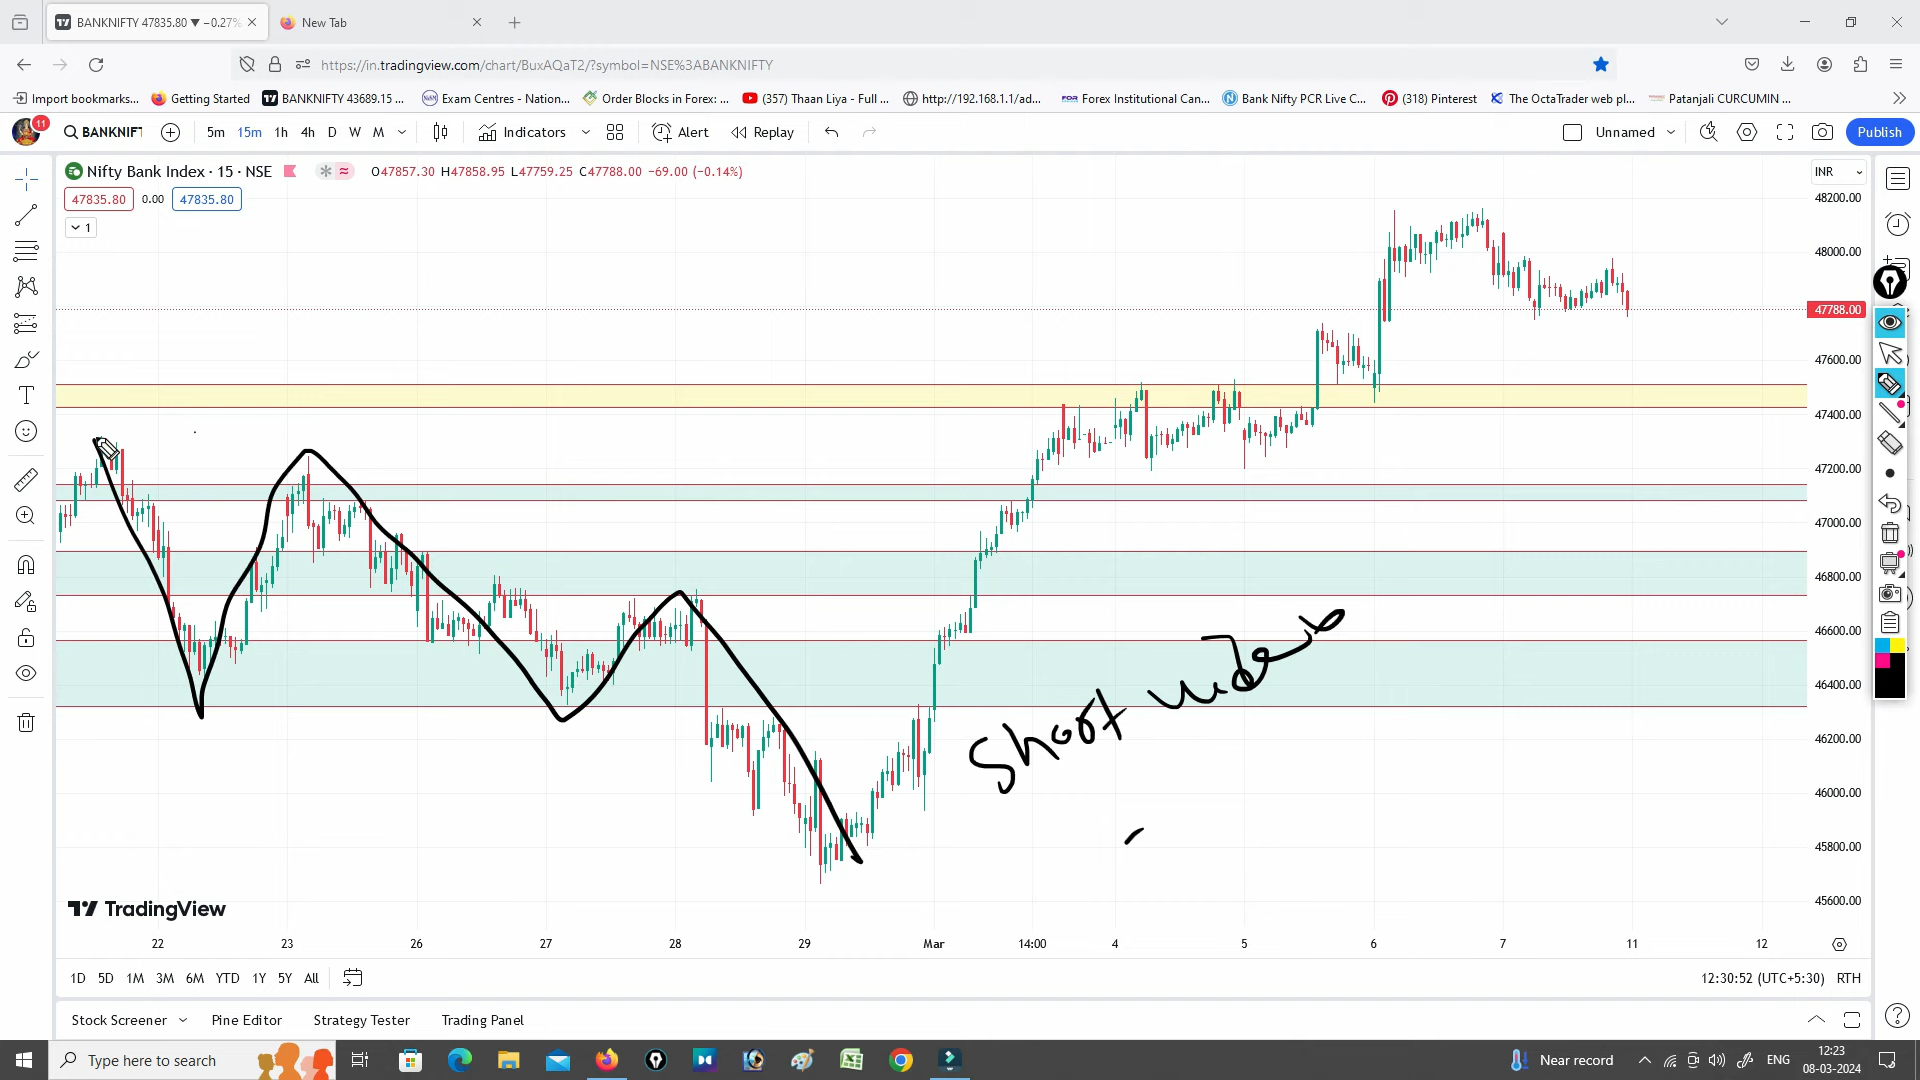 BANKNIFTY 47835.80 ▼ −0.27%
New Tab
https://in.tradingview.com/chart/BuxAQaT2/?symbol=NSE%3ABANKNIFTY
Import bookmarks...
Getting Started
BANKNIFTY 43689.15 ...
Exam Centres - Nation...
Order Blocks in Forex: ...
(357) Thaan Liya - Full ...
http://192.168.1.1/ad...
Forex Institutional Can...
Bank Nifty PCR Live C...
(318) Pinterest
The OctaTrader web pl...
Patanjali CURCUMIN ...
11
BANKNIF
5m 15m 1h 4h D W M
Indicators
Alert
Replay
Unnamed
Publish
Nifty Bank Index · 15 · NSE
O47857.30 H47858.95 L47759.25 C47788.00 −69.00 (−0.14%)
INR
47835.80 0.00 47835.80
1
48200.00
48000.00
47788.00
47600.00
47400.00
47200.00
47000.00
46800.00
46600.00
46400.00
46200.00
46000.00
45800.00
45600.00
Shoot
TradingView
22 23 26 27 28 29 Mar 14:00 4 5 6 7 11 12
1D 5D 1M 3M 6M YTD 1Y 5Y All
12:30:52 (UTC+5:30) RTH
Stock Screener
Pine Editor
Strategy Tester
Trading Panel
Type here to search
Near record
ENG
12:23
08-03-2024